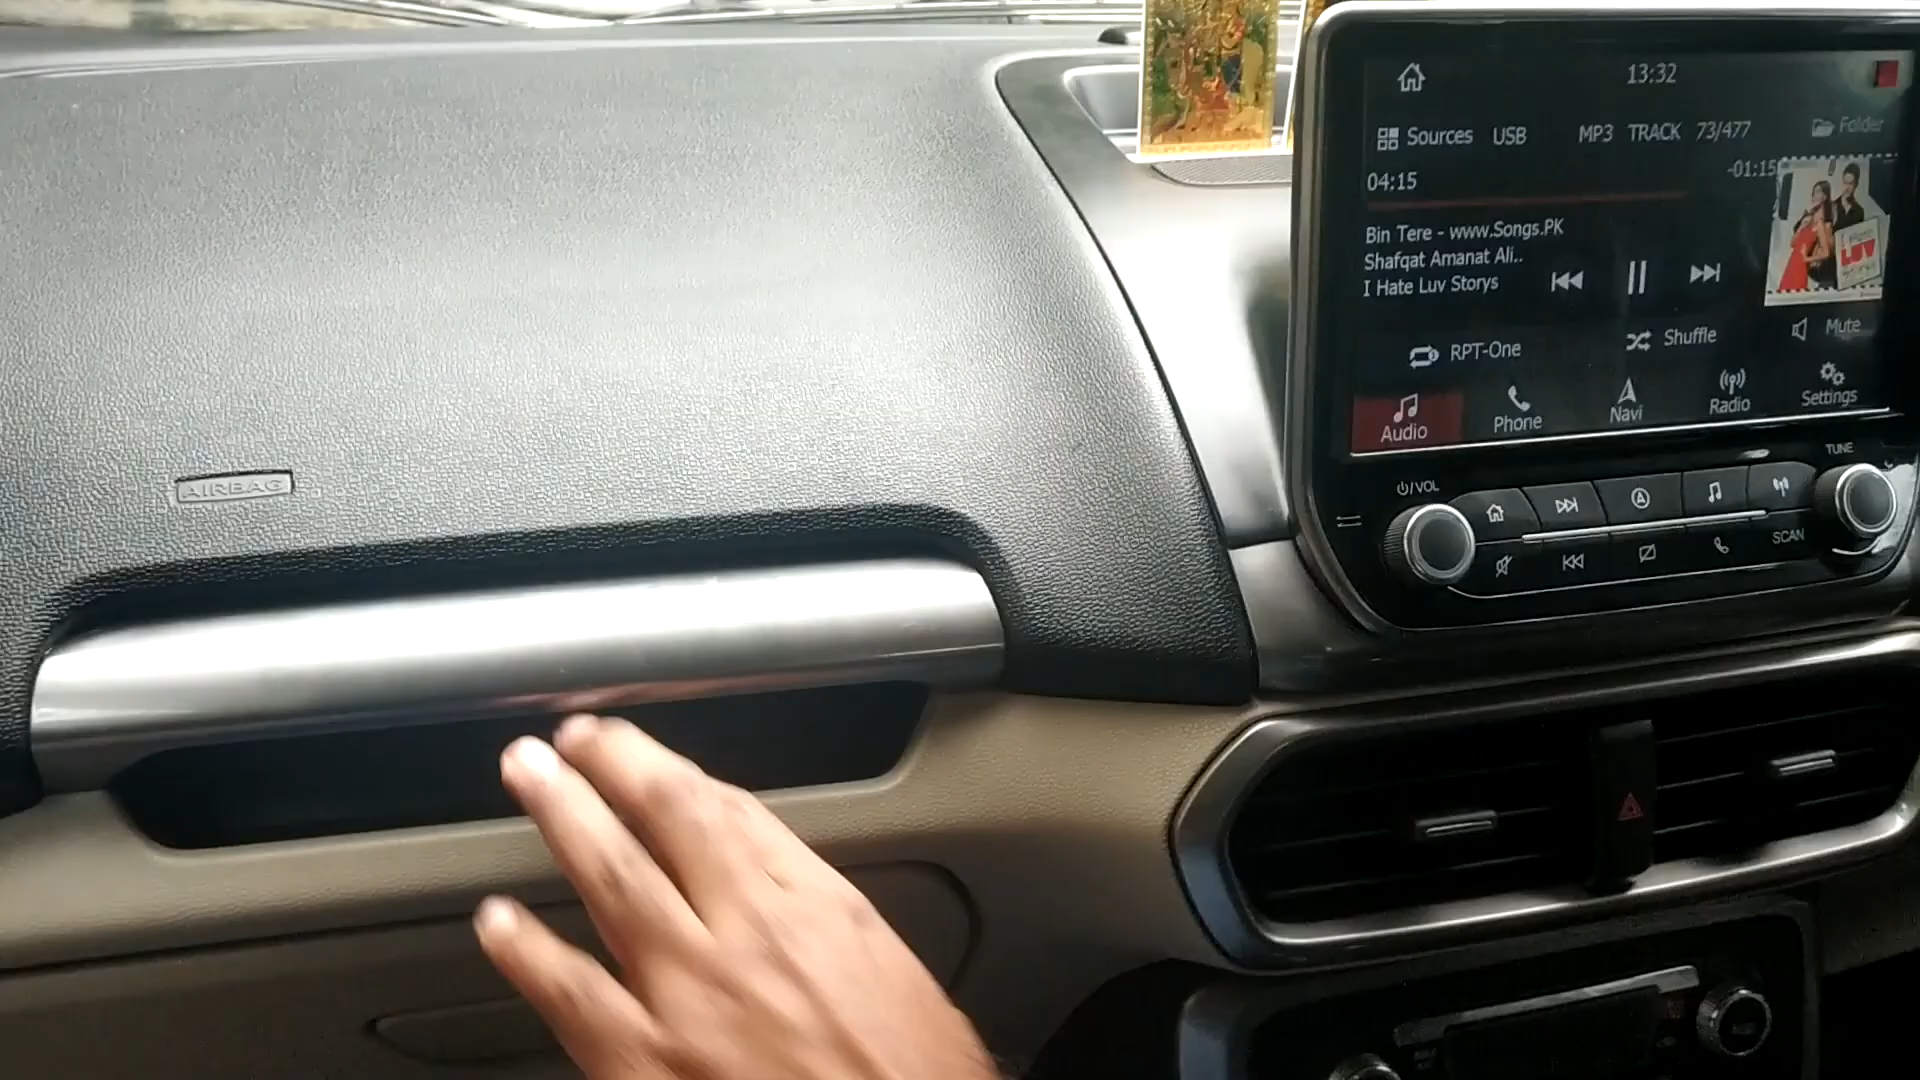 13:32
Sources USB MP3 TRACK 73/477 Folder
04:15 -01:15
Bin Tere - www.Songs.PK
Shafqat Amanat Ali..
I Hate Luv Storys
LUV
RPT-One Shuffle Mute
Audio Phone Navi Radio Settings
VOL TUNE
SCAN
AIRBAG